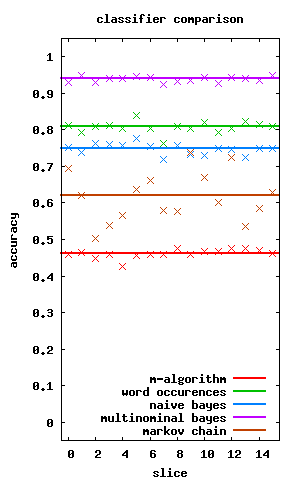 classifier comparison
1
0.9
0.8
0.7
0.6
0.5
0.4
0.3
0.2
0.1
0
accuracy
m-algorithm
word occurences
naive bayes
multinominal bayes
markov chain
0 2 4 6 8 10 12 14
slice